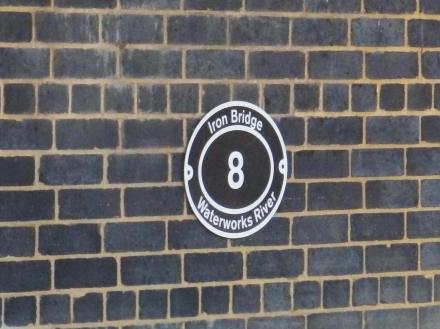 Iron Bridge
8
Waterworks River